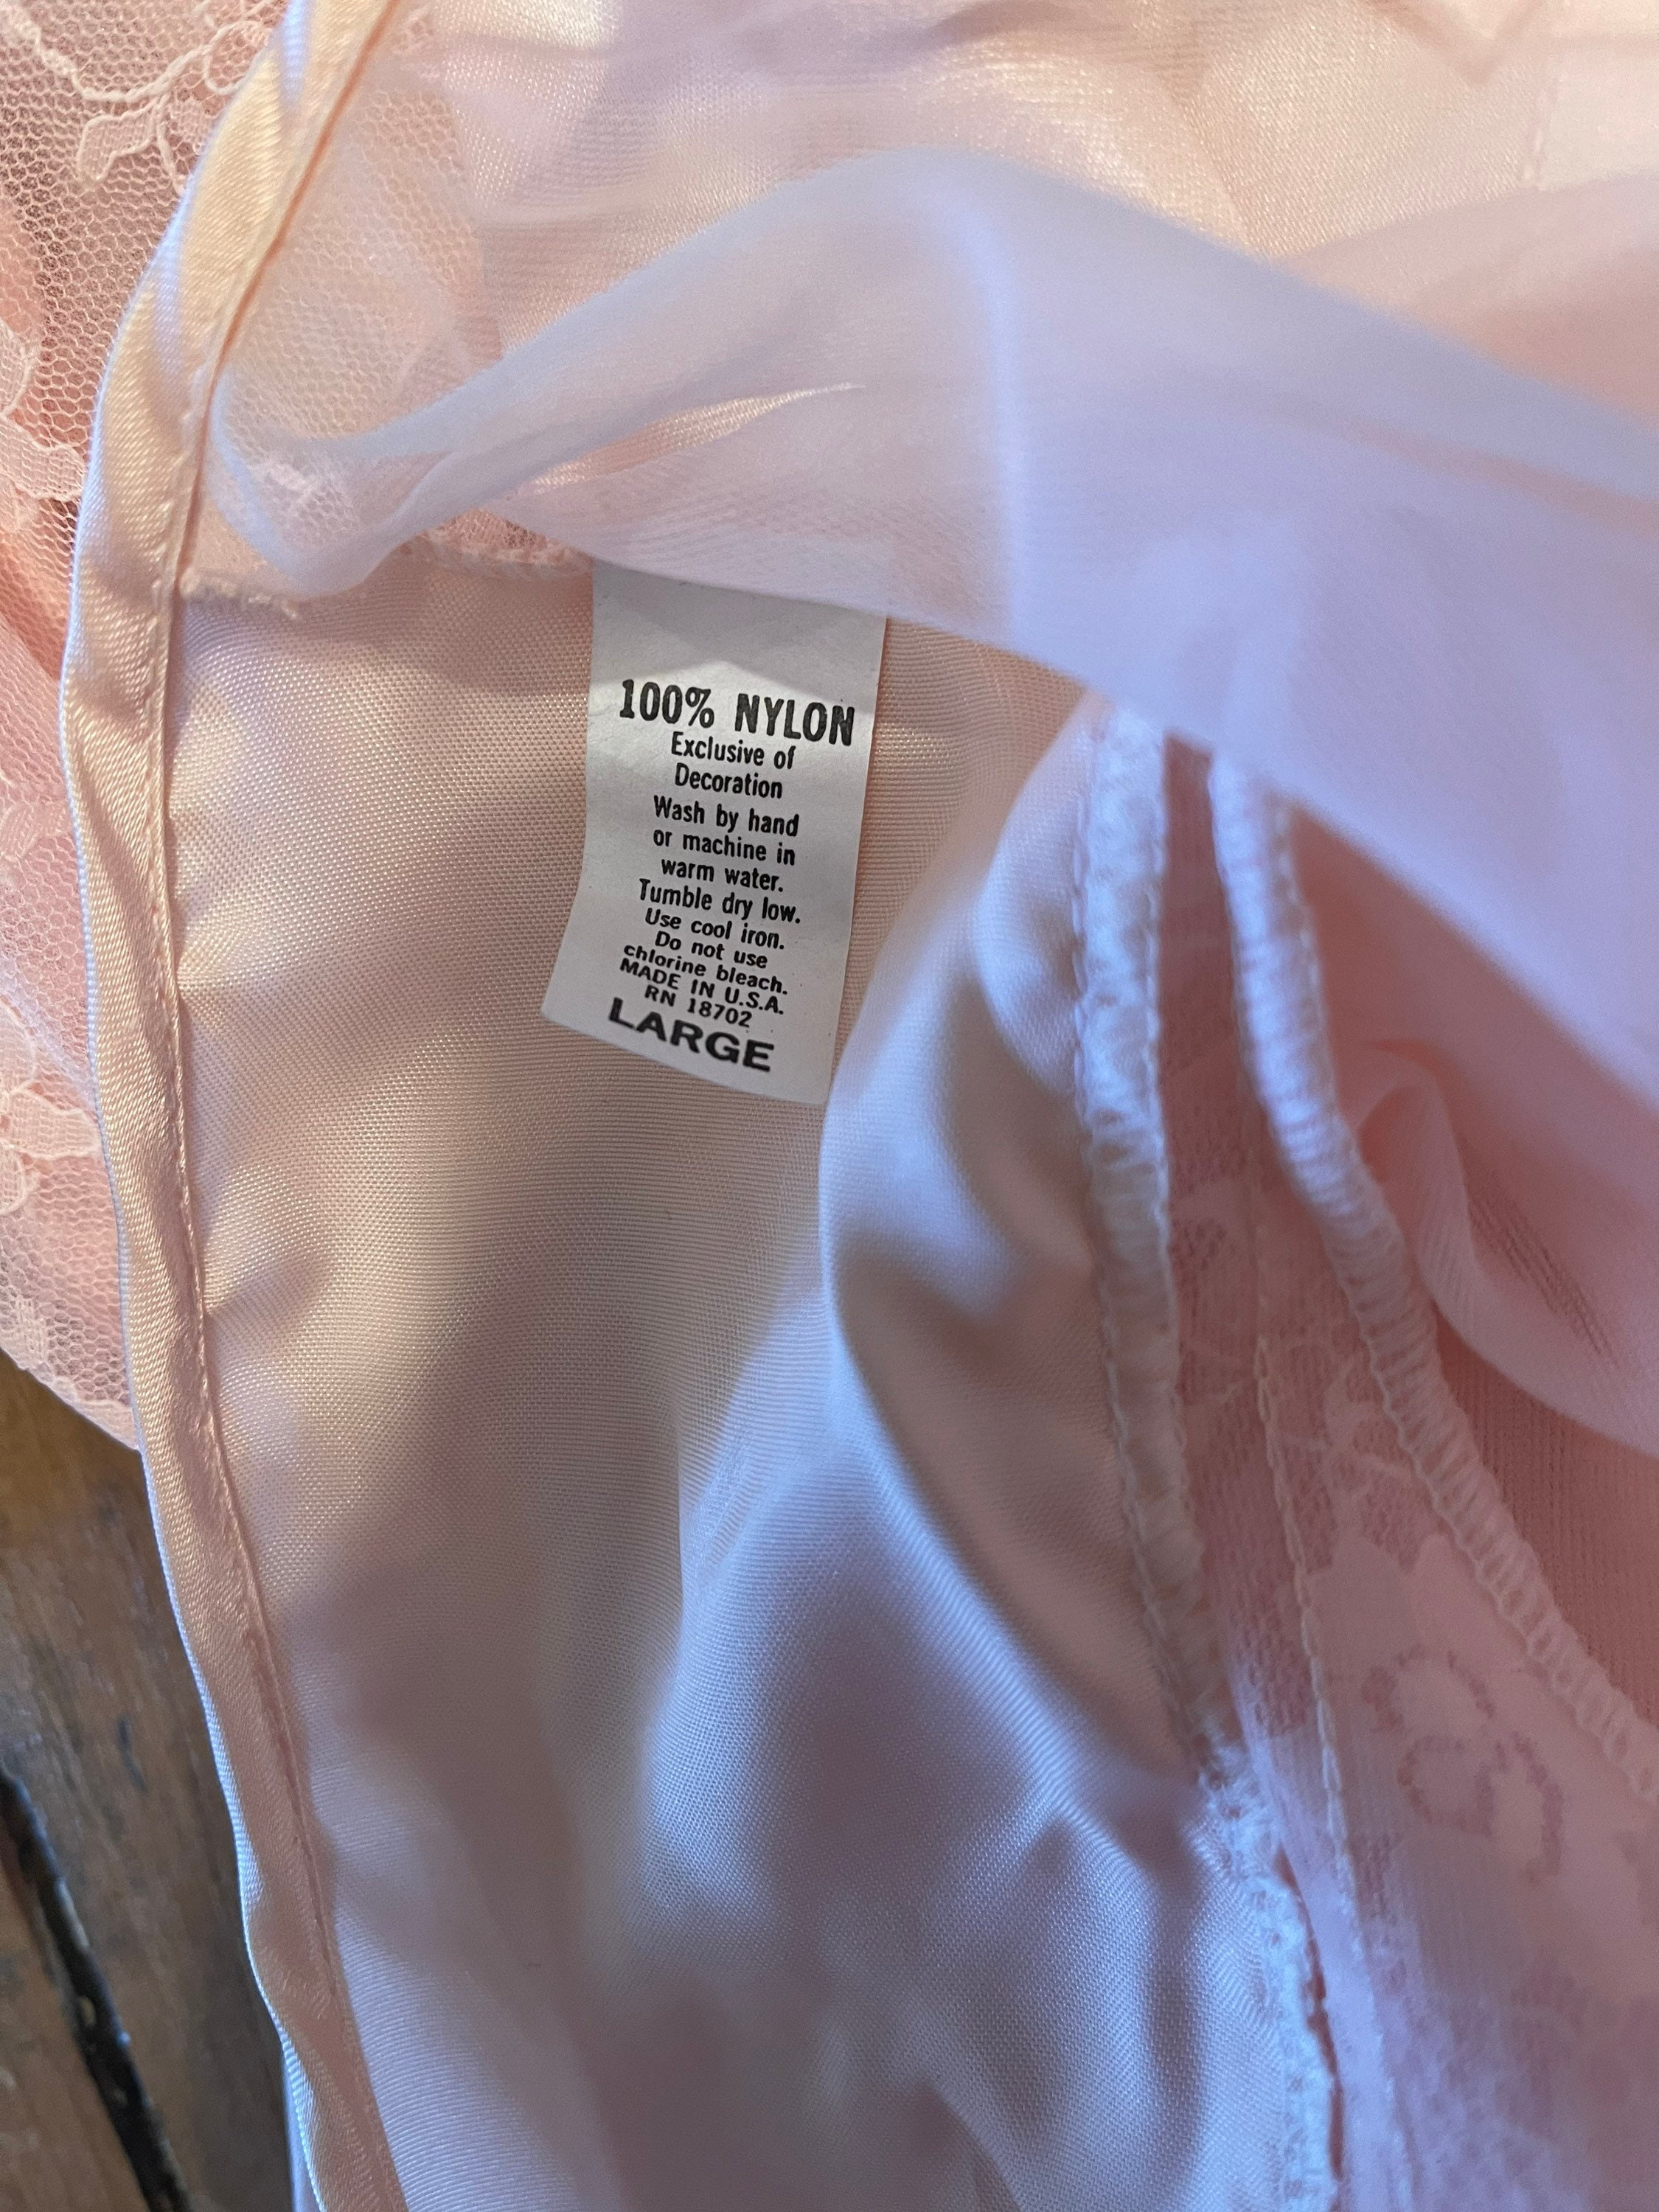 100% NYLON
Exclusive of
Decoration
Wash by hand
or machine in
warm water.
Tumble dry low.
Use cool iron.
Do not use
chlorine bleach.
MADE IN U.S.A.
RN 18702
LARGE